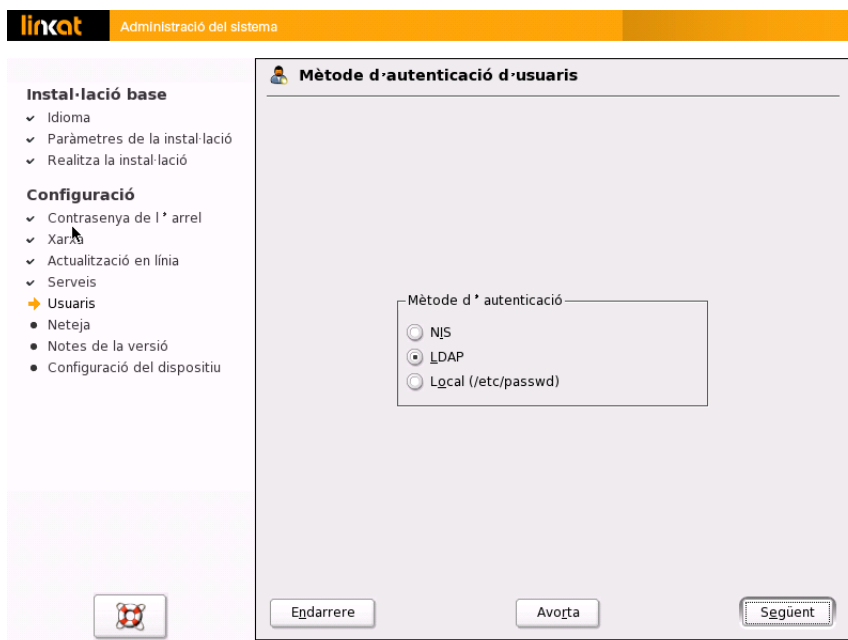 linkat
Administració del sistema
Instal·lació base
Idioma
Paràmetres de la instal·lació
Realitza la instal·lació
Configuració
Contrasenya de l’ arrel
Xarxa
Actualització en línia
Serveis
Usuaris
Neteja
Notes de la versió
Configuració del dispositiu
Mètode d’autenticació d’usuaris
Mètode d’ autenticació
NIS
LDAP
Local (/etc/passwd)
Endarrere
Avorta
Següent